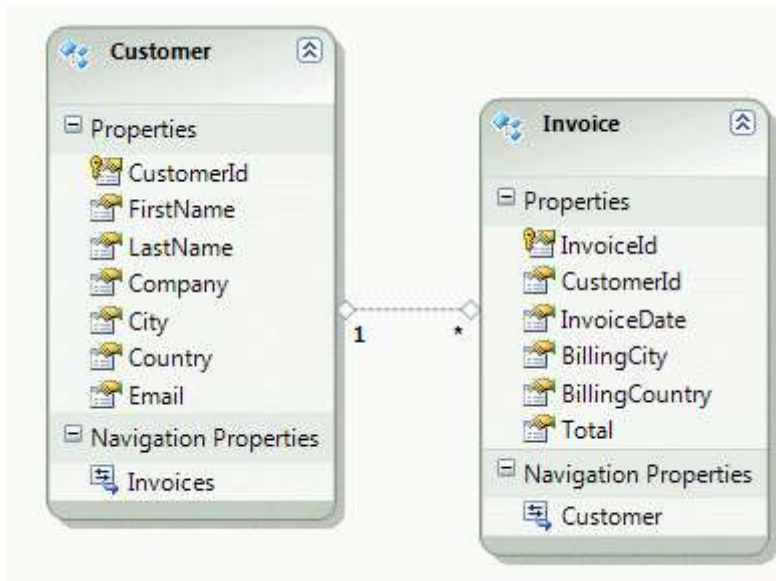 Customer
Properties
CustomerId
FirstName
LastName
Company
City
Country
Email
Navigation Properties
Invoices
1
*
Invoice
Properties
InvoiceId
CustomerId
InvoiceDate
BillingCity
BillingCountry
Total
Navigation Properties
Customer